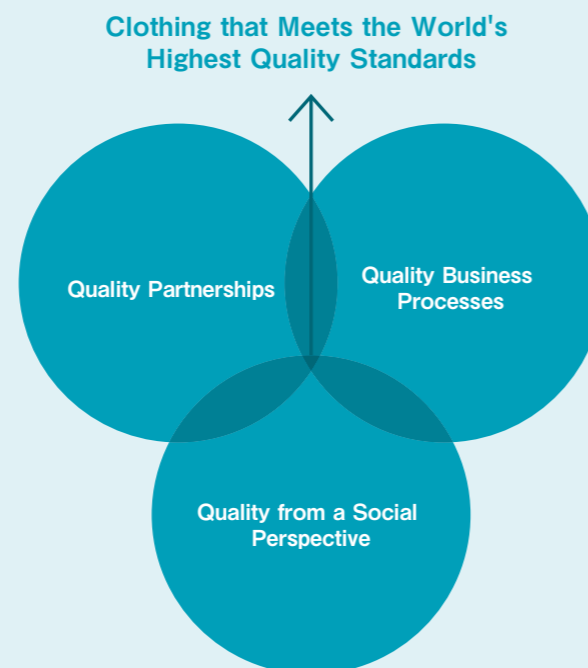 Clothing that Meets the World's
Highest Quality Standards
Quality Partnerships
Quality Business
Processes
Quality from a Social
Perspective